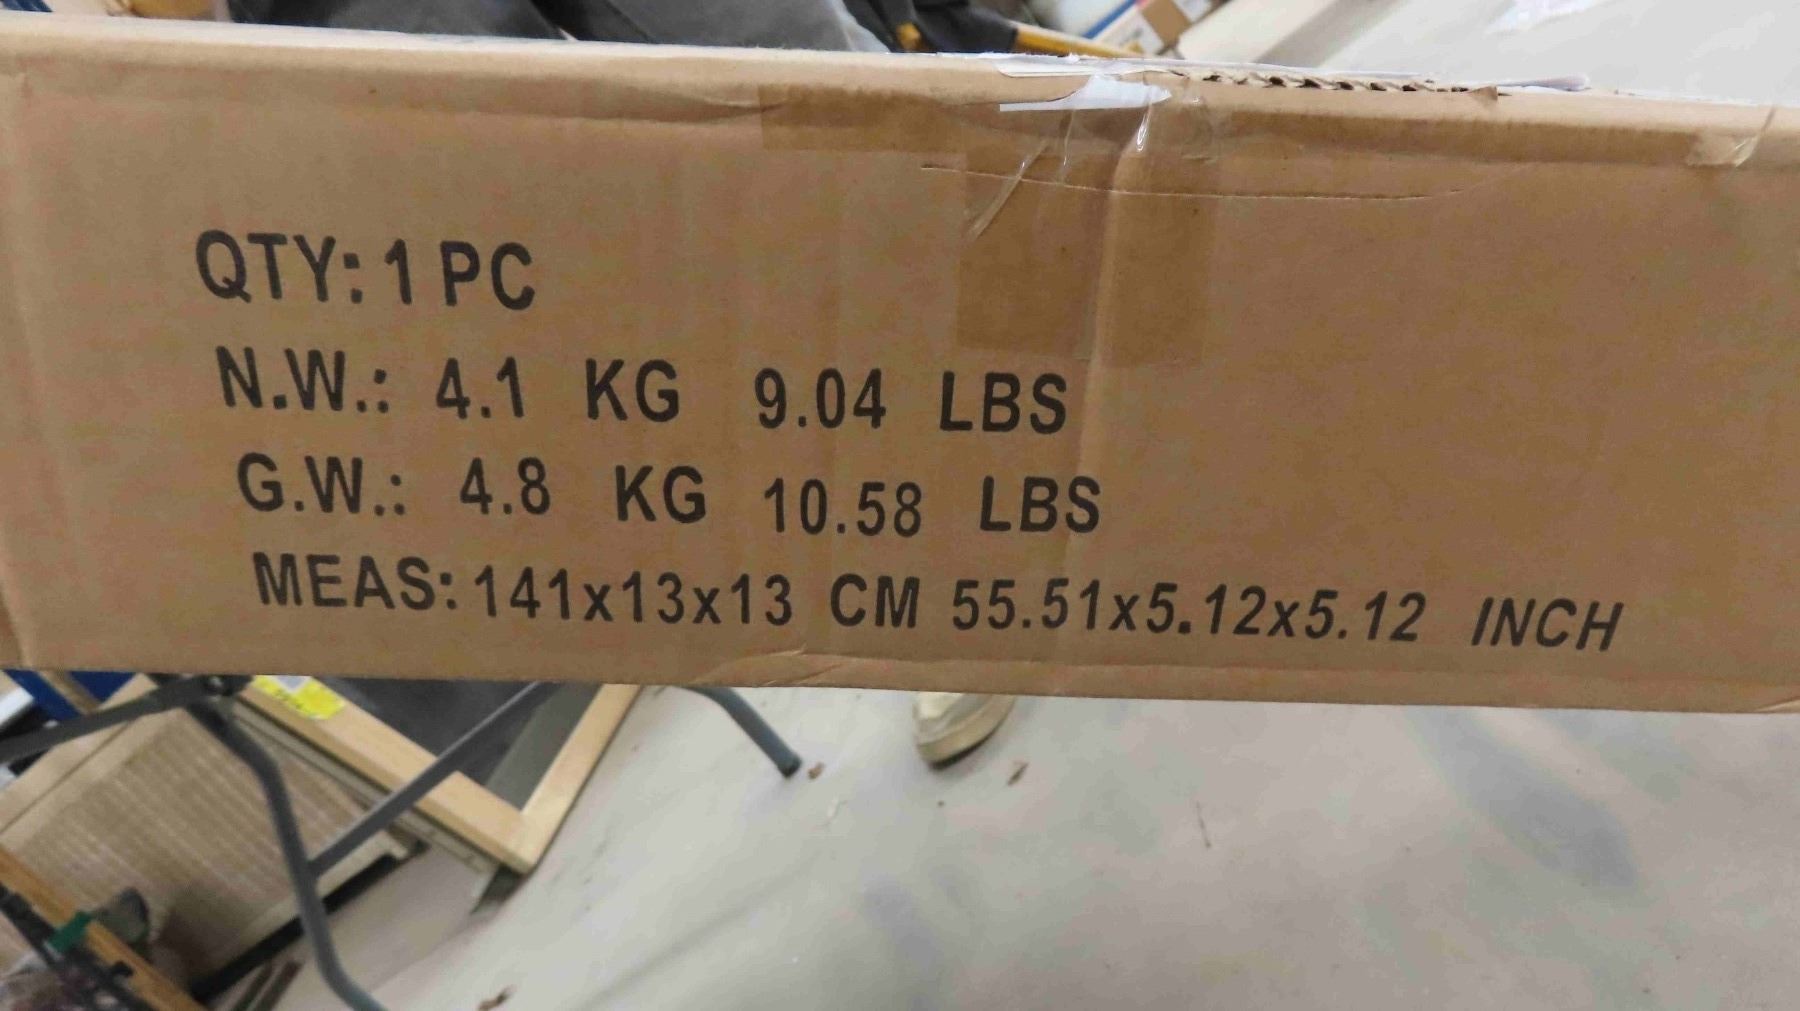 QTY: 1 PC
N.W.: 4.1 KG 9.04 LBS
G.W.: 4.8 KG 10.58 LBS
MEAS: 141x13x13 CM 55.51x5.12x5.12 INCH